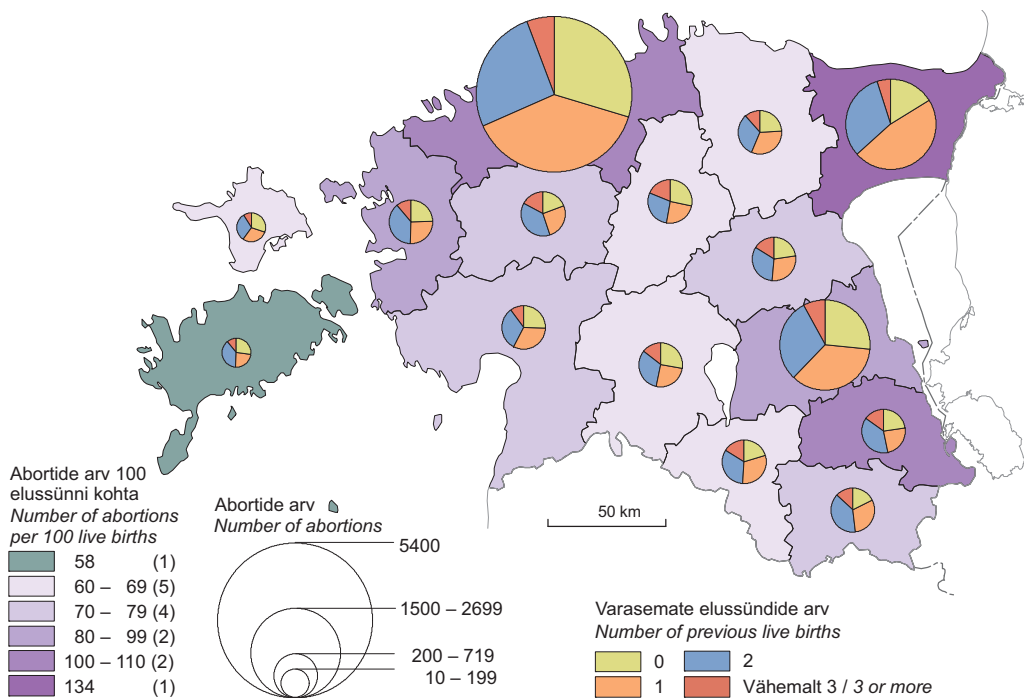 Abortide arv 100
elussünni kohta
Number of abortions
per 100 live births
58 (1)
60 – 69 (5)
70 – 79 (4)
80 – 99 (2)
100 – 110 (2)
134 (1)
Abortide arv
Number of abortions
5400
1500 – 2699
200 – 719
10 – 199
50 km
Varasemate elussündide arv
Number of previous live births
0
2
1
Vähemalt 3 / 3 or more